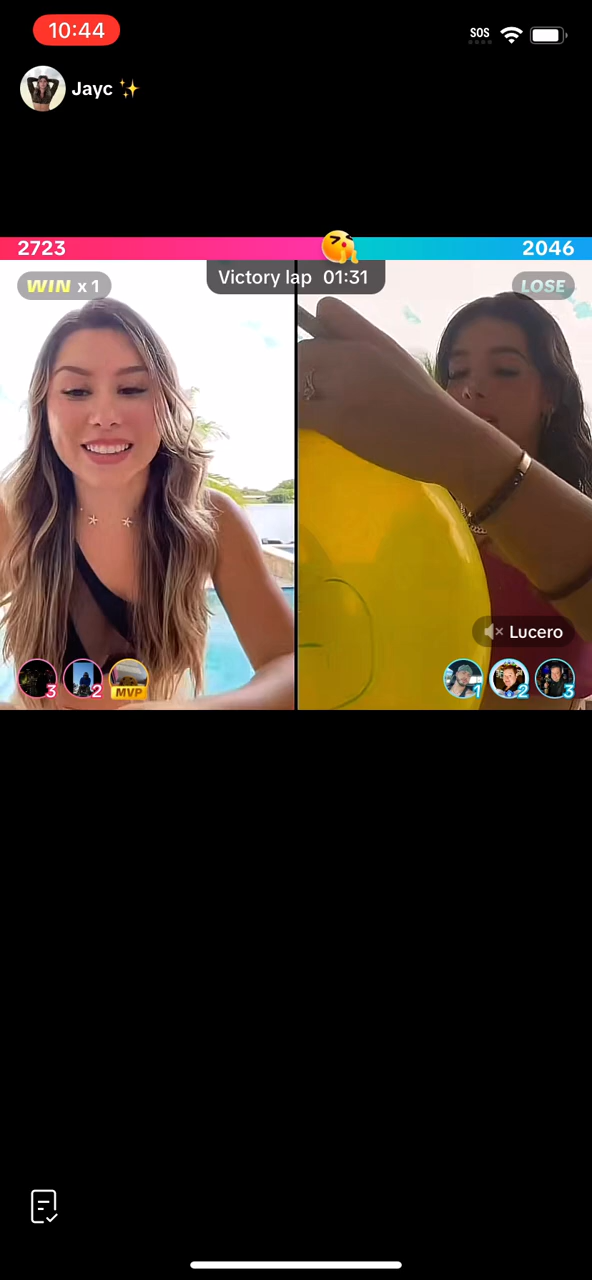 10:44
SOS
Jayc ✨
2723
2046
Victory lap 01:31
WIN x 1
LOSE
Lucero
3
2
MVP
1
2
3